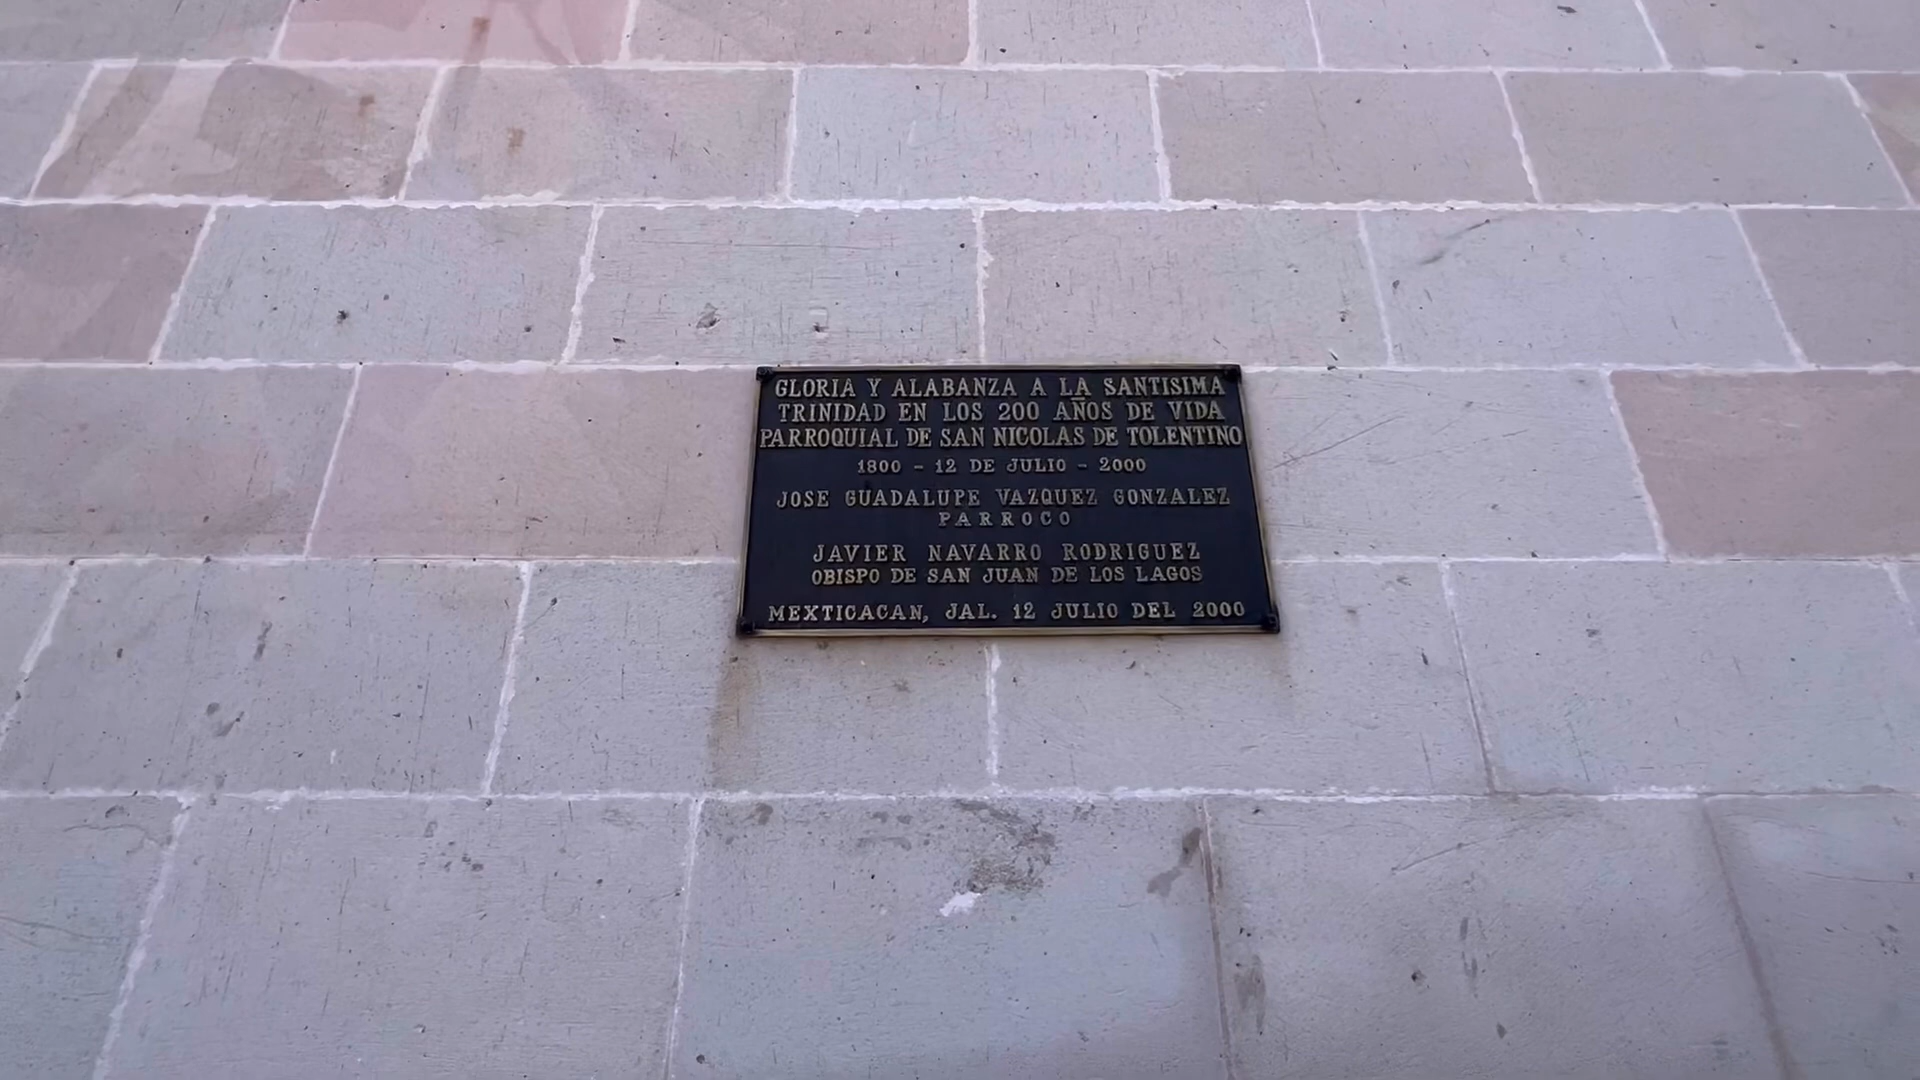 GLORIA Y ALABANZA A LA SANTISIMA
TRINIDAD EN LOS 200 AÑOS DE VIDA
PARROQUIAL DE SAN NICOLAS DE TOLENTINO
1800 - 12 DE JULIO - 2000
JOSE GUADALUPE VAZQUEZ GONZALEZ
PARROCO
JAVIER NAVARRO RODRIGUEZ
OBISPO DE SAN JUAN DE LOS LAGOS
MEXTICACAN, JAL. 12 JULIO DEL 2000